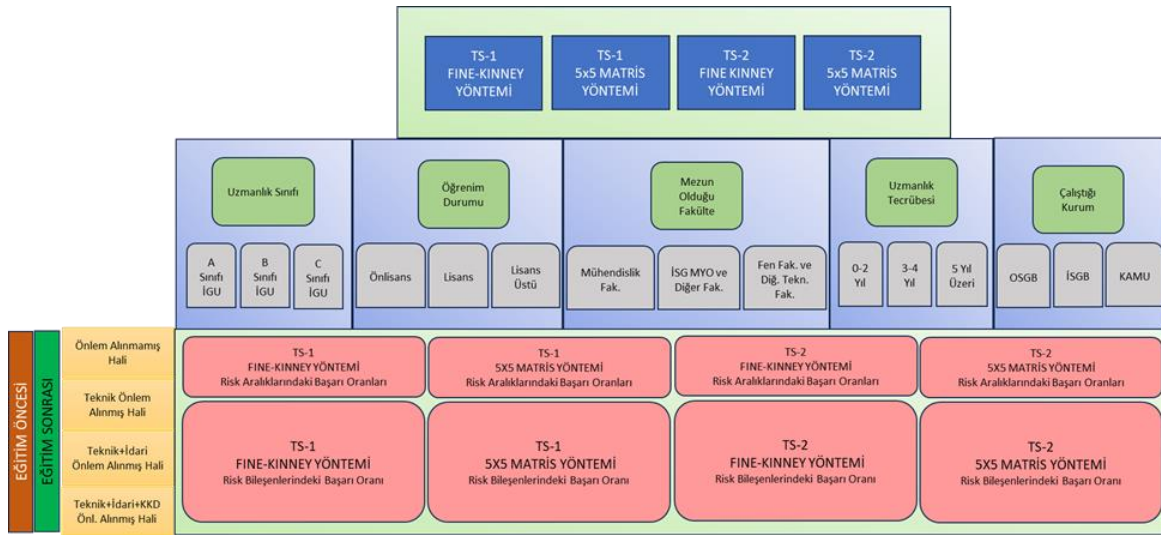 TS-1
FINE-KINNEY
YÖNTEMİ
TS-1
5x5 MATRİS
YÖNTEMİ
TS-2
FINE KINNEY
YÖNTEMİ
TS-2
5x5 MATRİS
YÖNTEMİ
Uzmanlık Sınıfı
Öğrenim
Durumu
Mezun
Olduğu
Fakülte
Uzmanlık
Tecrübesi
Çalıştığı
Kurum
A
Sınıfı
İGU
B
Sınıfı
İGU
C
Sınıfı
İGU
Önlisans
Lisans
Lisans
Üstü
Mühendislik
Fak.
İSG MYO ve
Diğer Fak.
Fen Fak. ve
Diğ. Tekn.
Fak.
0-2
Yıl
3-4
Yıl
5 Yıl
Üzeri
OSGB
İSGB
KAMU
EĞİTİM ÖNCESİ
EĞİTİM SONRASI
Önlem Alınmamış
Hali
Teknik Önlem
Alınmış Hali
Teknik+İdari
Önlem Alınmış Hali
Teknik+İdari+KKD
Önl. Alınmış Hali
TS-1
FINE-KINNEY YÖNTEMİ
Risk Aralıklarındaki Başarı Oranları
TS-1
5X5 MATRİS YÖNTEMİ
Risk Aralıklarındaki Başarı Oranları
TS-2
FINE-KINNEY YÖNTEMİ
Risk Aralıklarındaki Başarı Oranları
TS-2
5X5 MATRİS YÖNTEMİ
Risk Aralıklarındaki Başarı Oranları
TS-1
FINE-KINNEY YÖNTEMİ
Risk Bileşenlerindeki Başarı Oranı
TS-1
5X5 MATRİS YÖNTEMİ
Risk Bileşenlerindeki Başarı Oranı
TS-2
FINE-KINNEY YÖNTEMİ
Risk Bileşenlerindeki Başarı Oranı
TS-2
5X5 MATRİS YÖNTEMİ
Risk Bileşenlerindeki Başarı Oranı